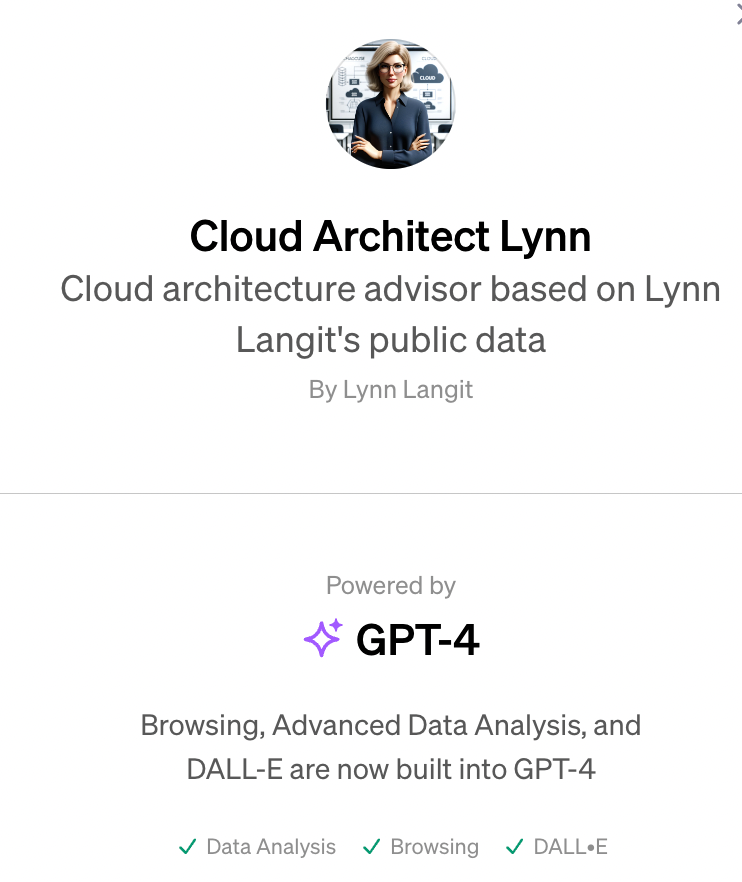 CLOUD
Cloud Architect Lynn
Cloud architecture advisor based on Lynn
Langit's public data
By Lynn Langit
Powered by
GPT-4
Browsing, Advanced Data Analysis, and
DALL-E are now built into GPT-4
Data Analysis Browsing DALL•E